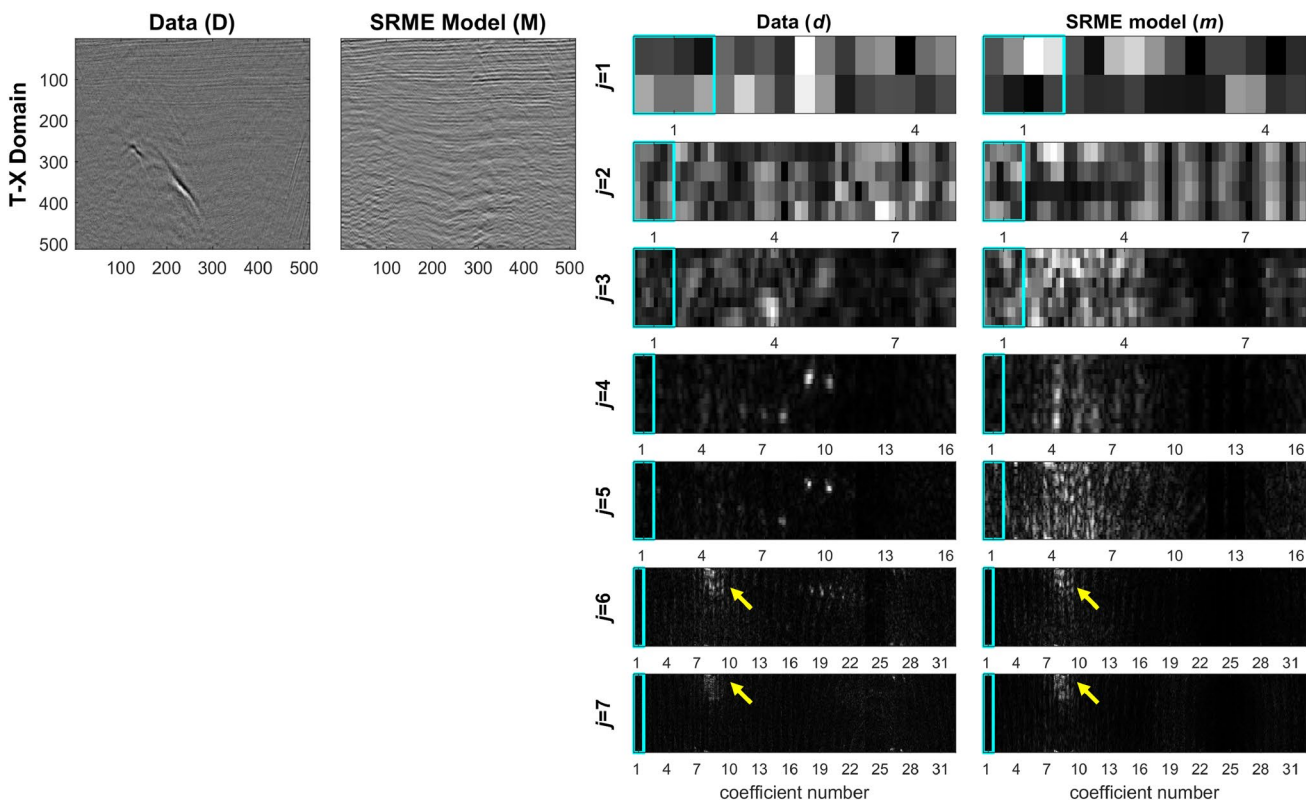 Data (D)
SRME Model (M)
T-X Domain
100
200
300
400
500
100 200 300 400 500
100 200 300 400 500
Data (d)
SRME model (m)
j=1
1 4
1 4
j=2
1 4 7
1 4 7
j=3
1 4 7
1 4 7
j=4
1 4 7 10 13 16
1 4 7 10 13 16
j=5
1 4 7 10 13 16
1 4 7 10 13 16
j=6
1 4 7 10 13 16 19 22 25 28 31
1 4 7 10 13 16 19 22 25 28 31
j=7
1 4 7 10 13 16 19 22 25 28 31
1 4 7 10 13 16 19 22 25 28 31
coefficient number
coefficient number